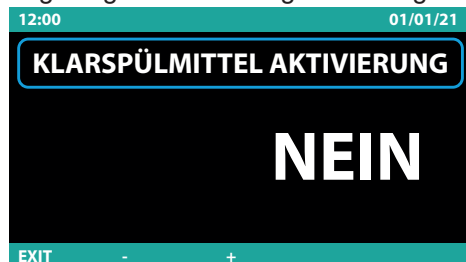 12:00 01/01/21
KLARSPÜLMITTEL AKTIVIERUNG
NEIN
EXIT - +